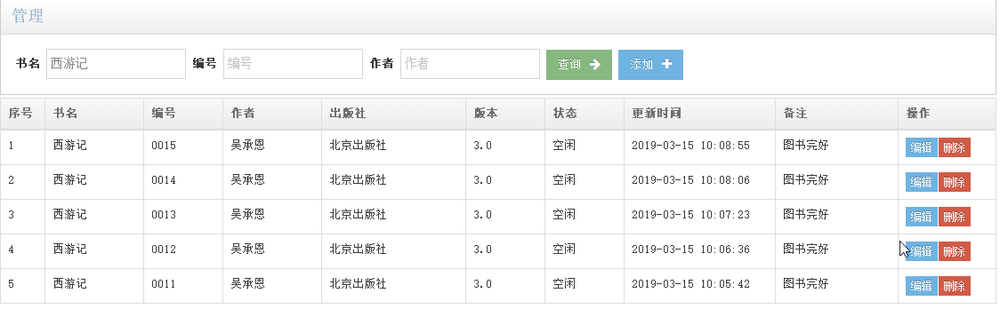 管理
书名 西游记 编号 编号 作者 作者 查询 添加
序号 书名 编号 作者 出版社 版本 状态 更新时间 备注 操作
1 西游记 0015 吴承恩 北京出版社 3.0 空闲 2019-03-15 10:08:55 图书完好 编辑 删除
2 西游记 0014 吴承恩 北京出版社 3.0 空闲 2019-03-15 10:08:06 图书完好 编辑 删除
3 西游记 0013 吴承恩 北京出版社 3.0 空闲 2019-03-15 10:07:23 图书完好 编辑 删除
4 西游记 0012 吴承恩 北京出版社 3.0 空闲 2019-03-15 10:06:36 图书完好 编辑 删除
5 西游记 0011 吴承恩 北京出版社 3.0 空闲 2019-03-15 10:05:42 图书完好 编辑 删除